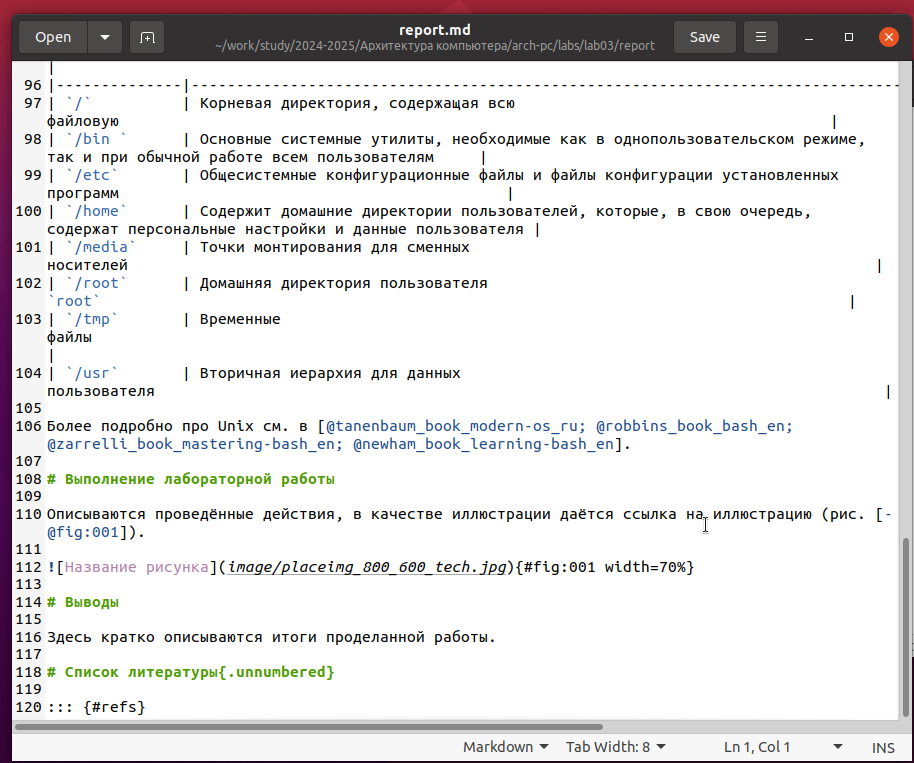 Open
report.md
~/work/study/2024-2025/Архитектура компьютера/arch-pc/labs/lab03/report
Save
|
96 |--------------|--------------------------------------------------------------------------------
97 | `/`          | Корневая директория, содержащая всю
файловую                                                                               |
98 | `/bin `      | Основные системные утилиты, необходимые как в однопользовательском режиме,
так и при обычной работе всем пользователям     |
99 | `/etc`       | Общесистемные конфигурационные файлы и файлы конфигурации установленных
программ                                           |
100 | `/home`      | Содержит домашние директории пользователей, которые, в свою очередь,
содержат персональные настройки и данные пользователя |
101 | `/media`     | Точки монтирования для сменных
носителей                                                                                   |
102 | `/root`      | Домашняя директория пользователя
`root`                                                                                   |
103 | `/tmp`       | Временные
файлы
|
104 | `/usr`       | Вторичная иерархия для данных
пользователя                                                                                 |
105
106 Более подробно про Unix см. в [@tanenbaum_book_modern-os_ru; @robbins_book_bash_en;
@zarrelli_book_mastering-bash_en; @newham_book_learning-bash_en].
107
108 # Выполнение лабораторной работы
109
110 Описываются проведённые действия, в качестве иллюстрации даётся ссылка на иллюстрацию (рис. [-
@fig:001]).
111
112 ![Название рисунка](image/placeimg_800_600_tech.jpg){#fig:001 width=70%}
113
114 # Выводы
115
116 Здесь кратко описываются итоги проделанной работы.
117
118 # Список литературы{.unnumbered}
119
120 ::: {#refs}
Markdown Tab Width: 8 Ln 1, Col 1 INS